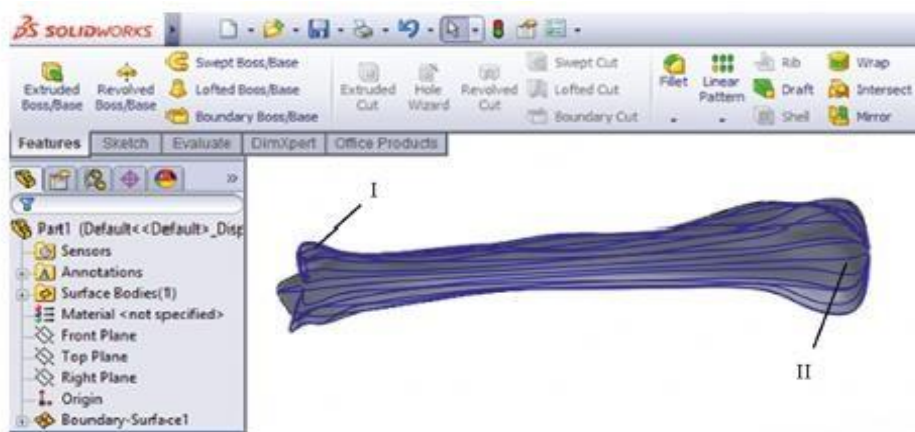 SOLIDWORKS
Extruded Boss/Base
Revolved Boss/Base
Swept Boss/Base
Lofted Boss/Base
Boundary Boss/Base
Extruded Cut
Hole Wizard
Revolved Cut
Swept Cut
Lofted Cut
Boundary Cut
Fillet
Linear Pattern
Rib
Draft
Shell
Wrap
Intersect
Mirror
Features Sketch Evaluate DimXpert Office Products
Part1 (Default<<Default>_Disp
Sensors
Annotations
Surface Bodies(1)
Material <not specified>
Front Plane
Top Plane
Right Plane
Origin
Boundary-Surface1
I
II